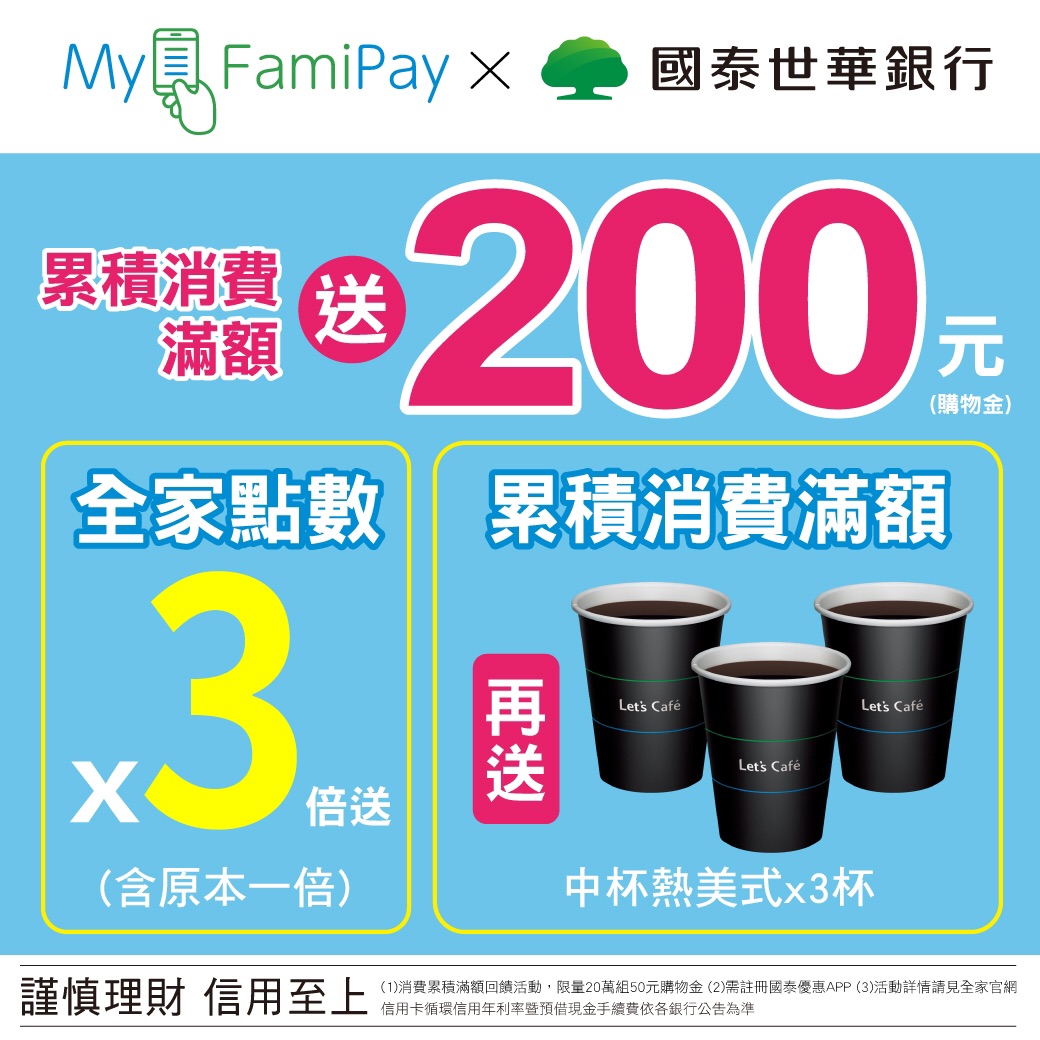 My FamiPay × 國泰世華銀行
累積消費
滿額
送
200元
(購物金)
全家點數
x3倍送
(含原本一倍)
累積消費滿額
再送
Let's Café
Let's Café
Let's Café
中杯熱美式x3杯
謹慎理財 信用至上
(1)消費累積滿額回饋活動，限量20萬組50元購物金 (2)需註冊國泰優惠APP (3)活動詳情請見全家官網
信用卡循環信用年利率暨預借現金手續費依各銀行公告為準